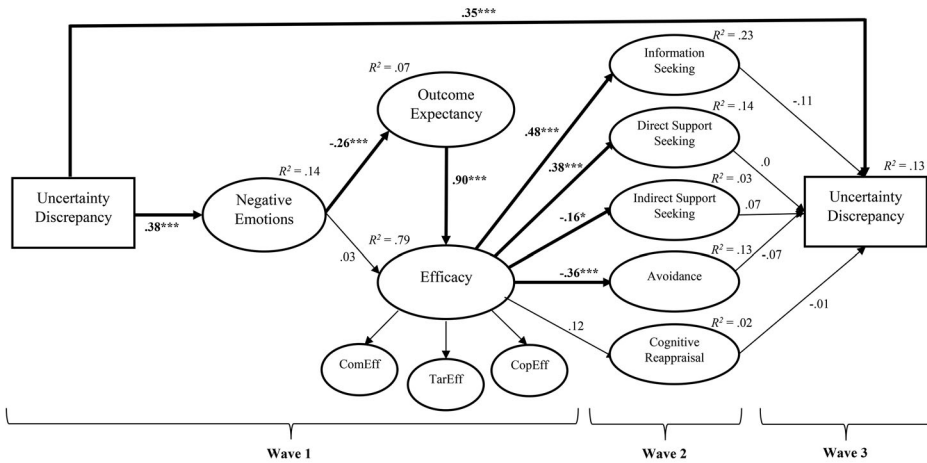 .35***
R² = .23
Information
Seeking
R² = .07
Outcome
Expectancy
-.11
R² = .14
Direct Support
Seeking
.48***
-.26***
.38***
.0
R² = .14
R² = .13
R² = .03
Uncertainty
Discrepancy
Negative
Emotions
.90***
Indirect Support
Seeking
.07
Uncertainty
Discrepancy
-.16*
.38***
R² = .79
.03
R² = .13
-.07
Efficacy
-.36***
Avoidance
-.01
R² = .02
.12
Cognitive
Reappraisal
ComEff
TarEff
CopEff
Wave 1
Wave 2
Wave 3